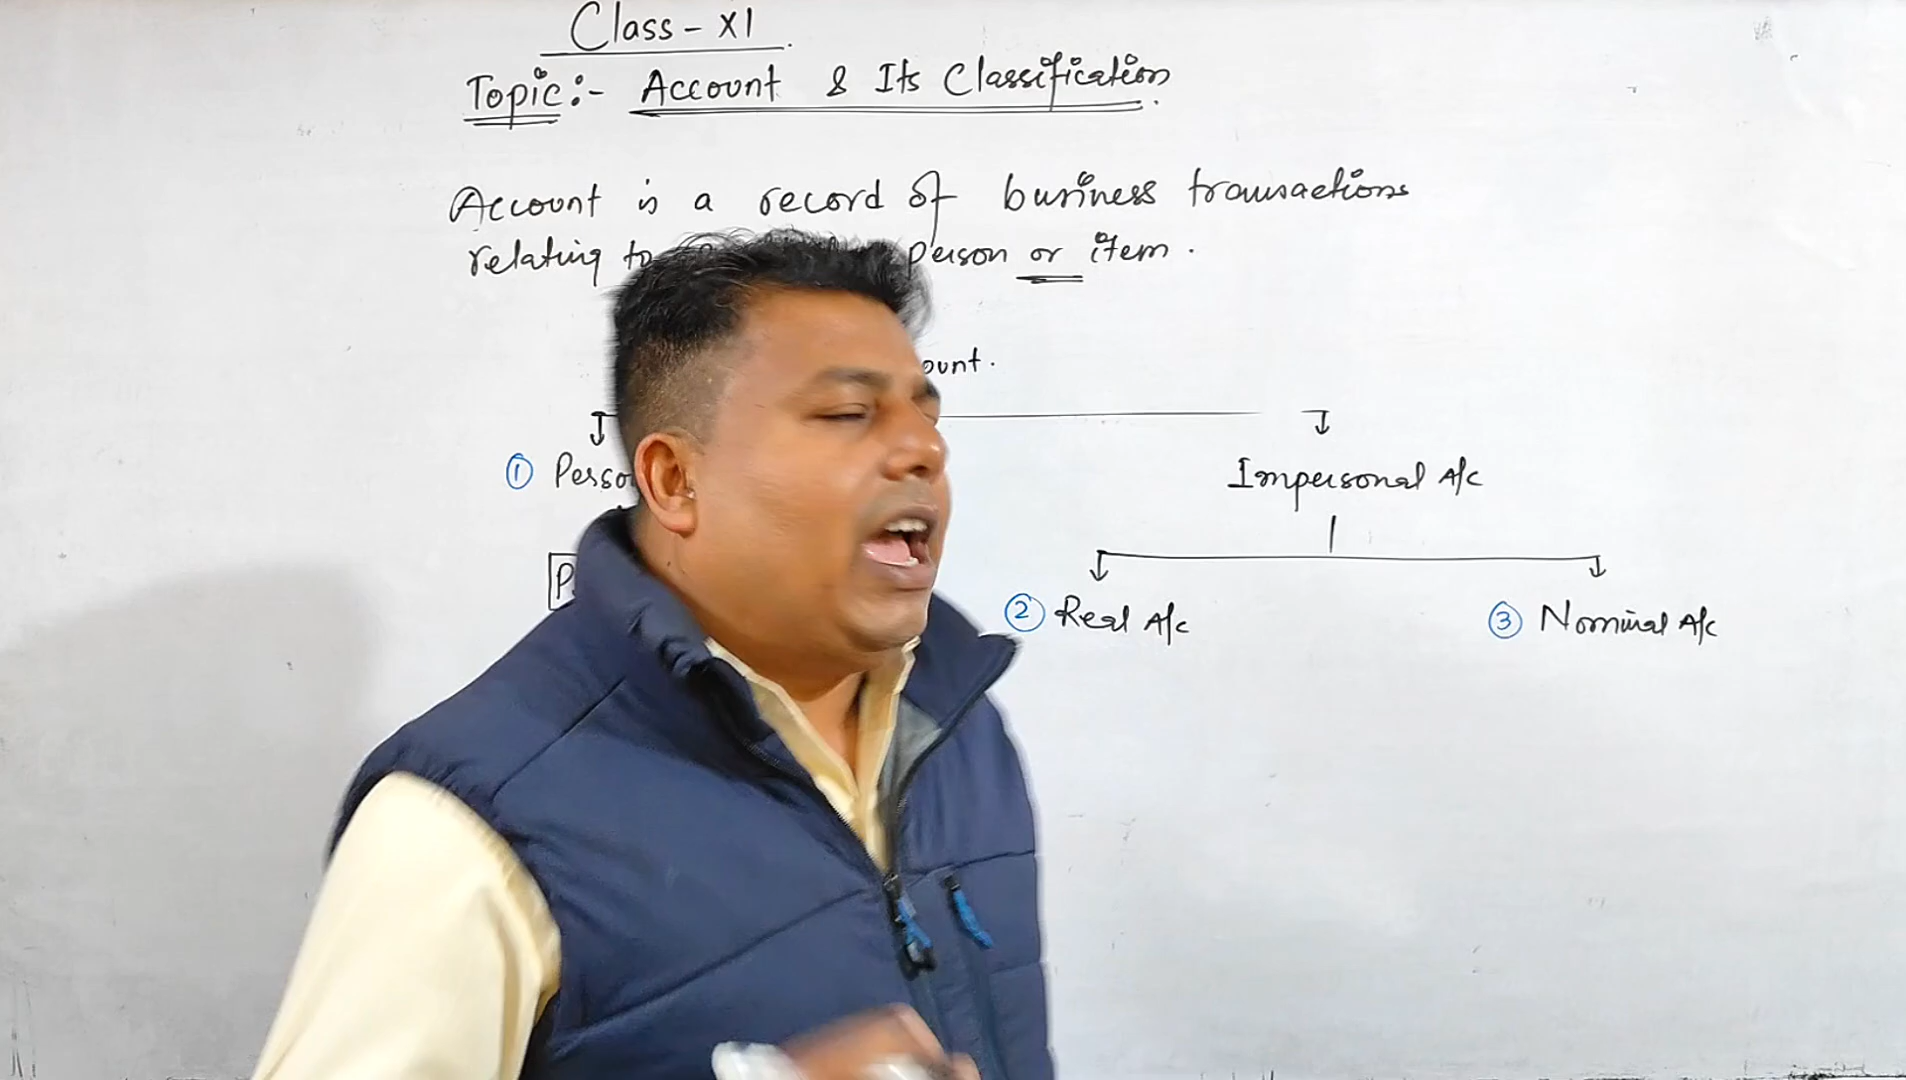 Class - XI
Topic :- Account & Its Classification
Account is a record of business transactions
relating to person or item .
ount .
① Perso Impersonal A/c
P
② Real A/c ③ Nominal A/c